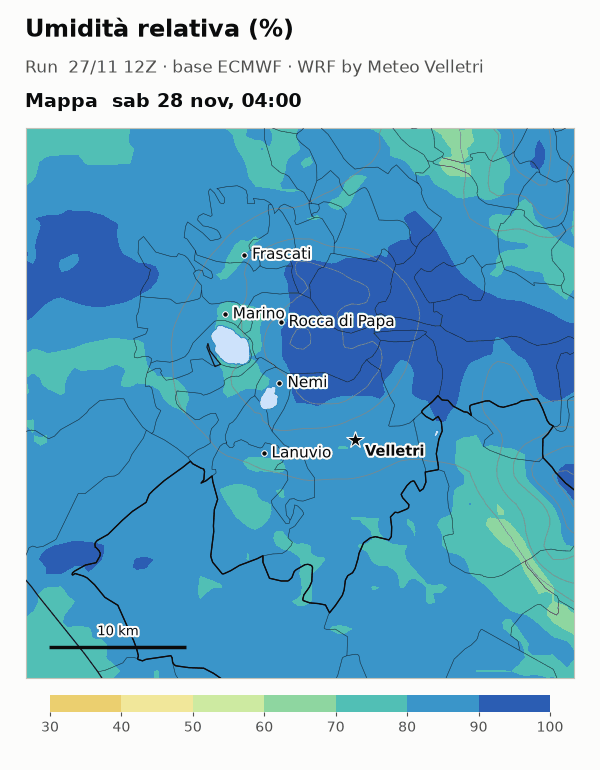 Umidità relativa (%)
Run  27/11 12Z · base ECMWF · WRF by Meteo Velletri
Mappa  sab 28 nov, 04:00
Frascati
Marino
Rocca di Papa
Nemi
Velletri
Lanuvio
10 km
30 40 50 60 70 80 90 100